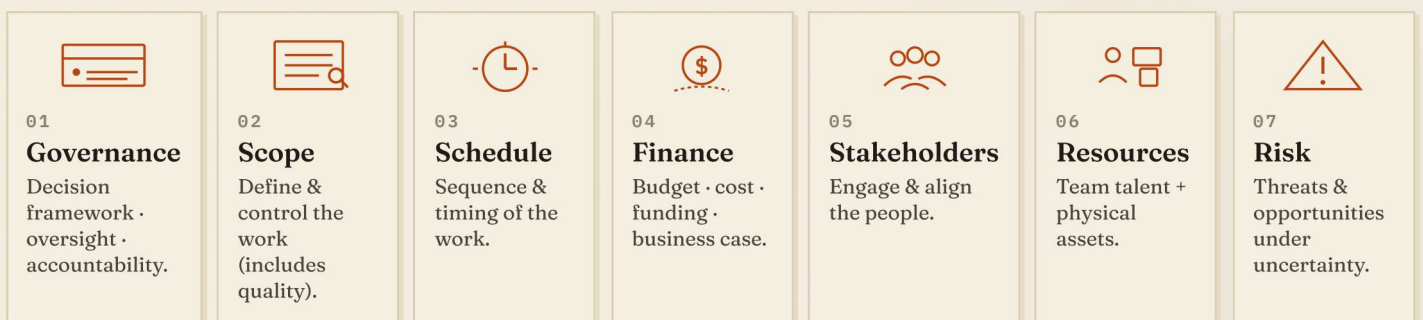 01
Governance
Decision
framework ·
oversight ·
accountability.
02
Scope
Define &
control the
work
(includes
quality).
03
Schedule
Sequence &
timing of the
work.
$
04
Finance
Budget · cost ·
funding ·
business case.
05
Stakeholders
Engage & align
the people.
06
Resources
Team talent +
physical
assets.
!
07
Risk
Threats &
opportunities
under
uncertainty.